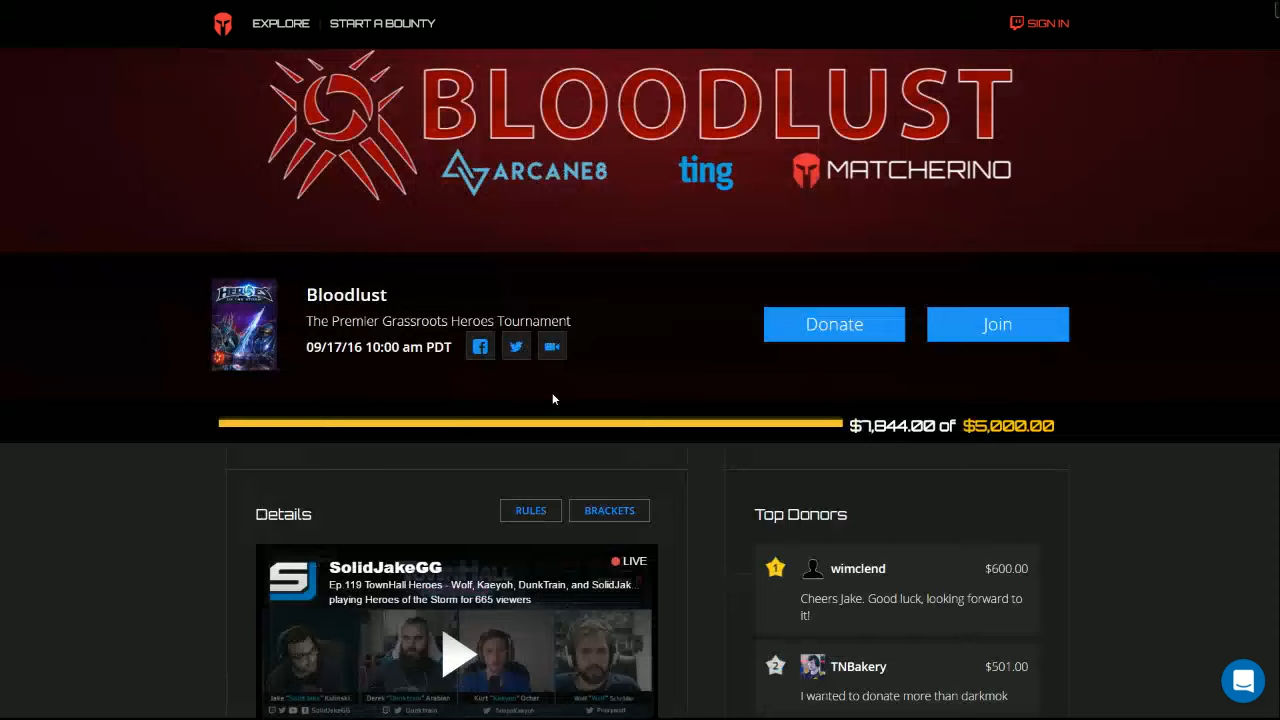 EXPLORE
START A BOUNTY
SIGN IN
BLOODLUST
ARCANE8
ting
MATCHERINO
HEROES
Bloodlust
The Premier Grassroots Heroes Tournament
09/17/16 10:00 am PDT
Donate
Join
$7,844.00 of $5,000.00
Details
RULES
BRACKETS
SolidJakeGG
LIVE
Ep 119 TownHall Heroes - Wolf, Kaeyoh, DunkTrain, and SolidJak...
playing Heroes of the Storm for 665 viewers
SolidJakeGG
Dunktrain
Top Donors
1
wimclend
$600.00
Cheers Jake. Good luck, looking forward to
it!
2
TNBakery
$501.00
I wanted to donate more than darkmok